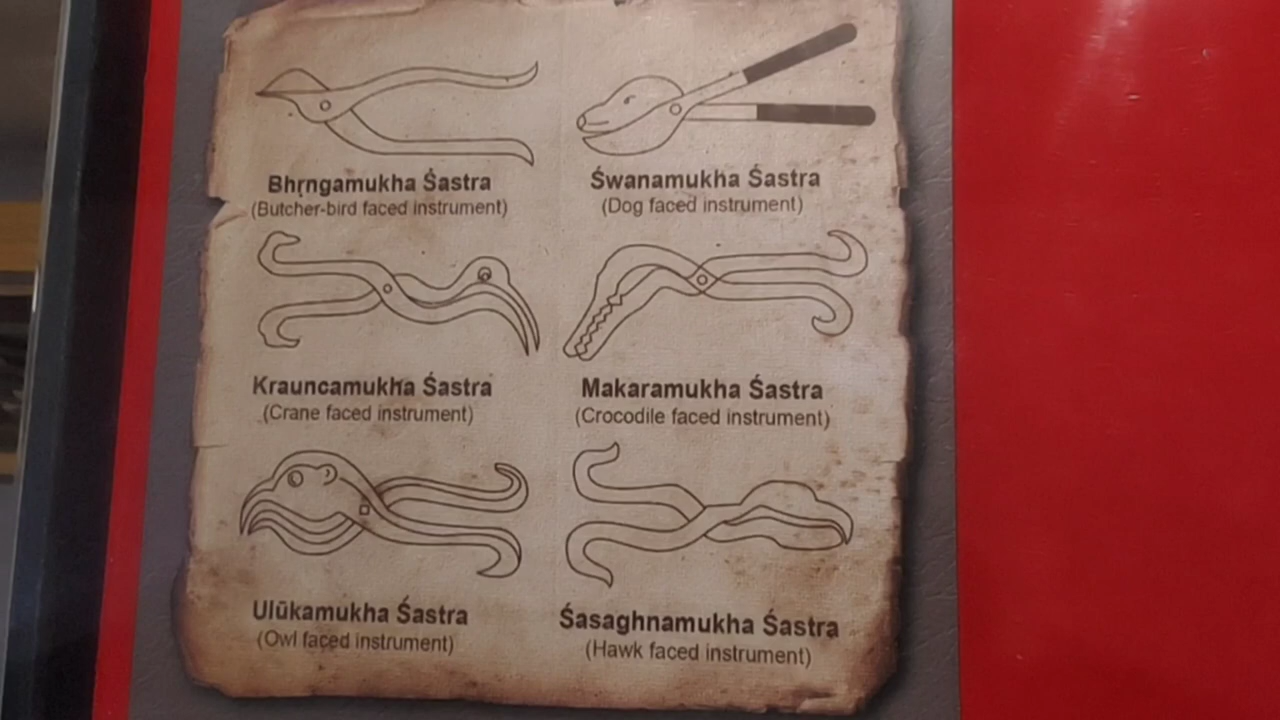 Bhṛngamukha Śastra
(Butcher-bird faced instrument)
Śwanamukha Śastra
(Dog faced instrument)
Krauncamukha Śastra
(Crane faced instrument)
Makaramukha Śastra
(Crocodile faced instrument)
Ulūkamukha Śastra
(Owl faced instrument)
Śasaghnamukha Śastra
(Hawk faced instrument)